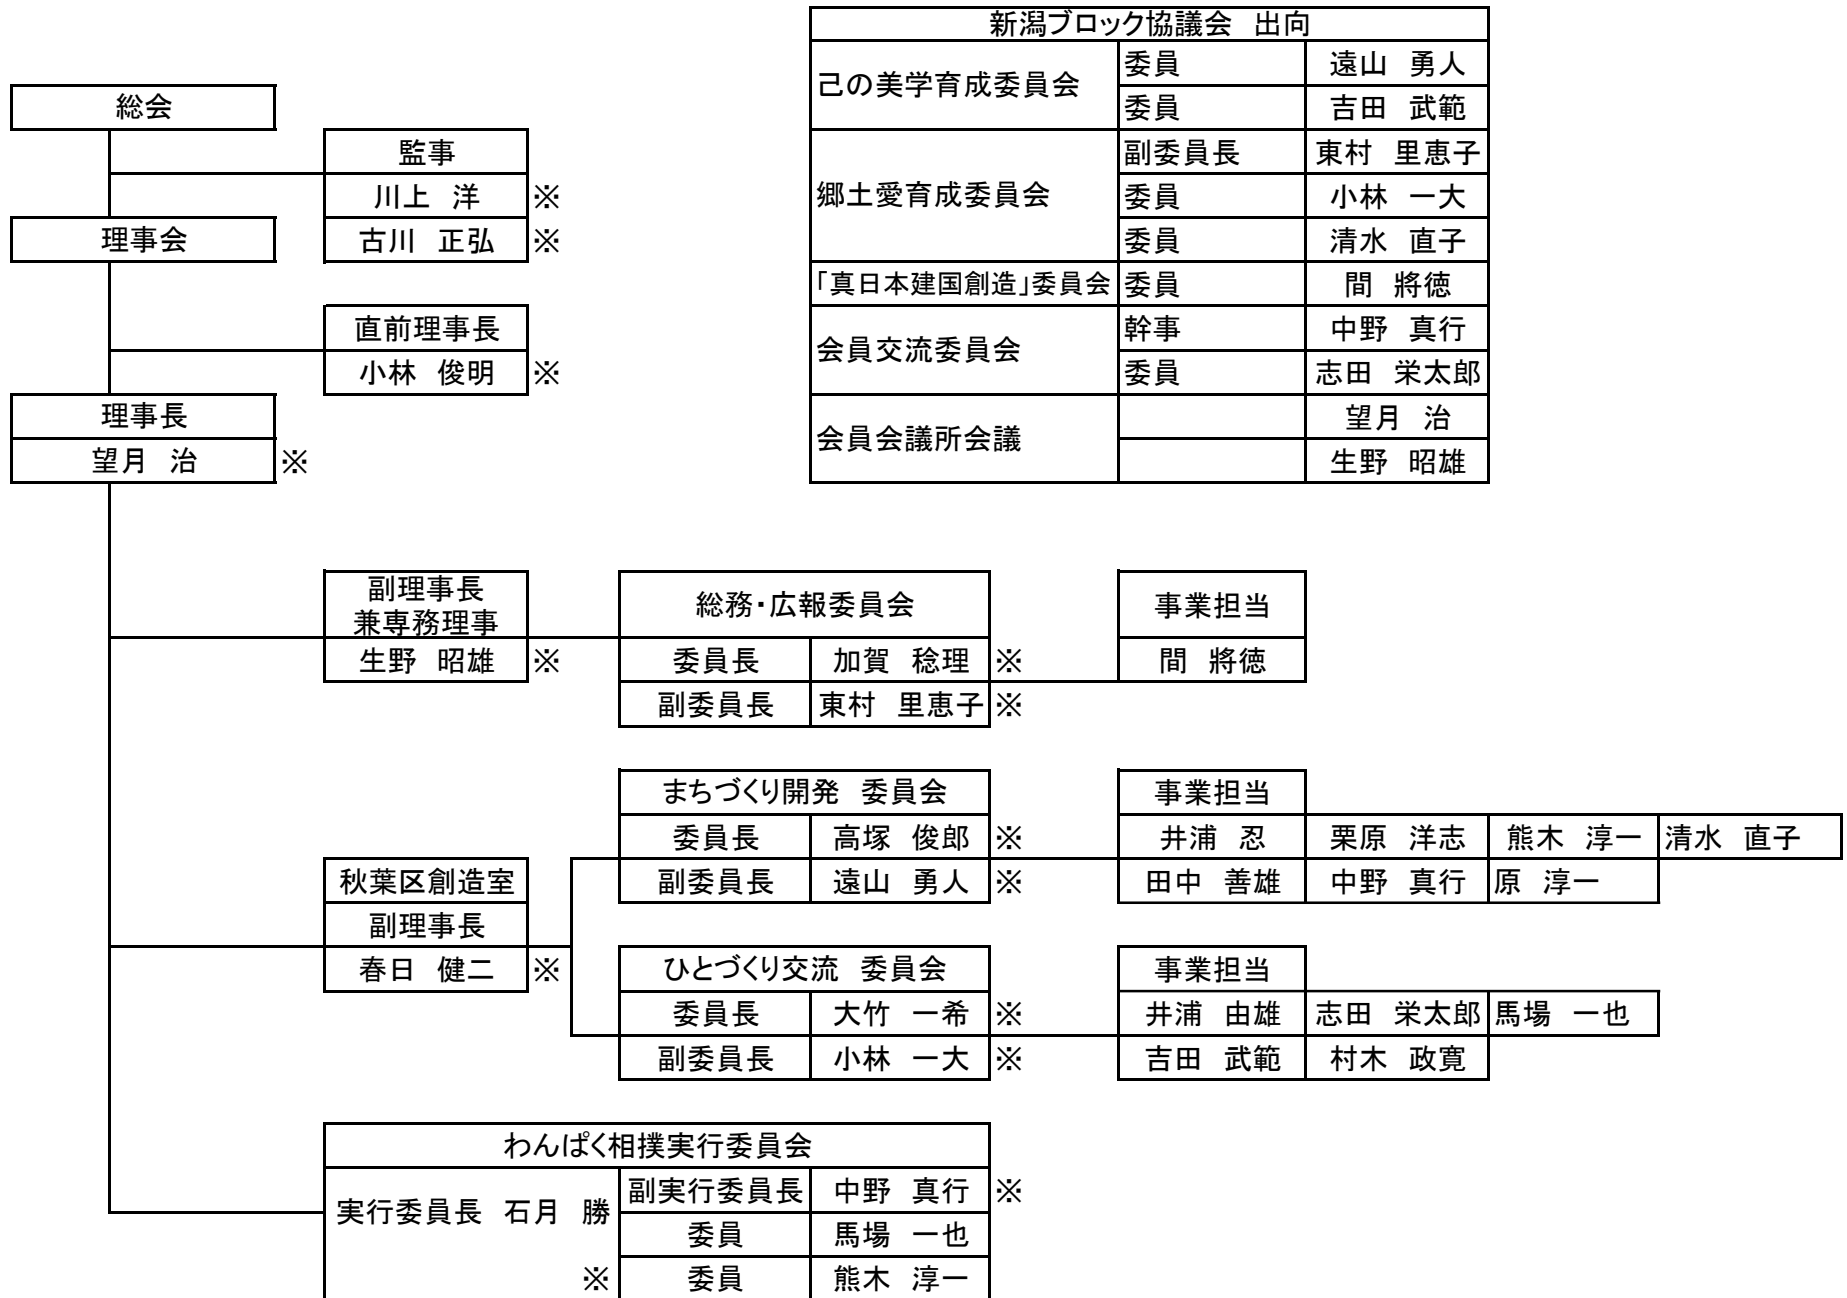 新潟ブロック協議会 出向
己の美学育成委員会 委員 遠山 勇人
委員 吉田 武範
郷土愛育成委員会 副委員長 東村 里恵子
委員 小林 一大
委員 清水 直子
「真日本建国創造」委員会 委員 間 將徳
会員交流委員会 幹事 中野 真行
委員 志田 栄太郎
会員会議所会議 望月 治
生野 昭雄
総会
監事
川上 洋 ※
古川 正弘 ※
理事会
直前理事長
小林 俊明 ※
理事長
望月 治 ※
副理事長
兼専務理事
生野 昭雄 ※
総務・広報委員会
委員長 加賀 稔理 ※
副委員長 東村 里恵子 ※
事業担当
間 將徳
秋葉区創造室
副理事長
春日 健二 ※
まちづくり開発 委員会
委員長 高塚 俊郎 ※
副委員長 遠山 勇人 ※
事業担当
井浦 忍 栗原 洋志 熊木 淳一 清水 直子
田中 善雄 中野 真行 原 淳一
ひとづくり交流 委員会
委員長 大竹 一希 ※
副委員長 小林 一大 ※
事業担当
井浦 由雄 志田 栄太郎 馬場 一也
吉田 武範 村木 政寛
わんぱく相撲実行委員会
実行委員長 石月 勝 ※
副実行委員長 中野 真行 ※
委員 馬場 一也
委員 熊木 淳一